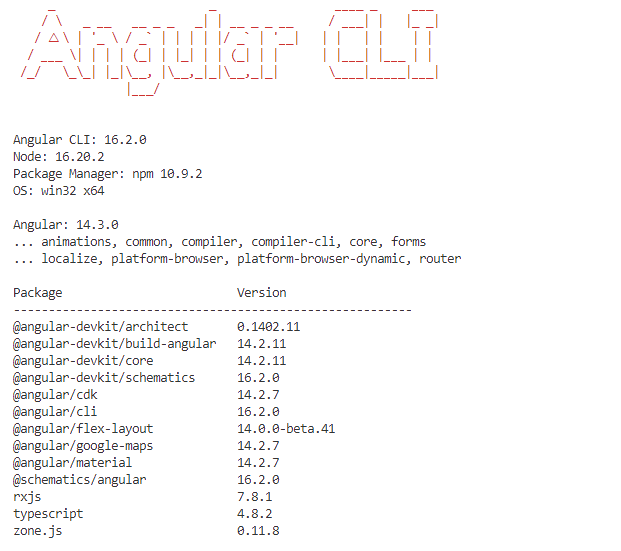 Angular CLI
Angular CLI: 16.2.0
Node: 16.20.2
Package Manager: npm 10.9.2
OS: win32 x64
Angular: 14.3.0
... animations, common, compiler, compiler-cli, core, forms
... localize, platform-browser, platform-browser-dynamic, router
Package Version
---------------------------------------------------------
@angular-devkit/architect 0.1402.11
@angular-devkit/build-angular 14.2.11
@angular-devkit/core 14.2.11
@angular-devkit/schematics 16.2.0
@angular/cdk 14.2.7
@angular/cli 16.2.0
@angular/flex-layout 14.0.0-beta.41
@angular/google-maps 14.2.7
@angular/material 14.2.7
@schematics/angular 16.2.0
rxjs 7.8.1
typescript 4.8.2
zone.js 0.11.8